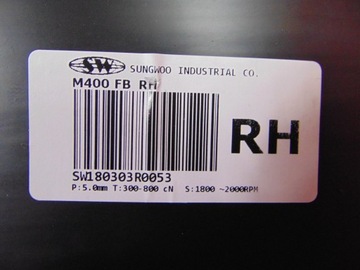 SW SUNGWOO INDUSTRIAL CO.
M400 FB RH
RH
SW180303R0053
P:5.0mm T:300-800 cN S:1800 ~2000RPM